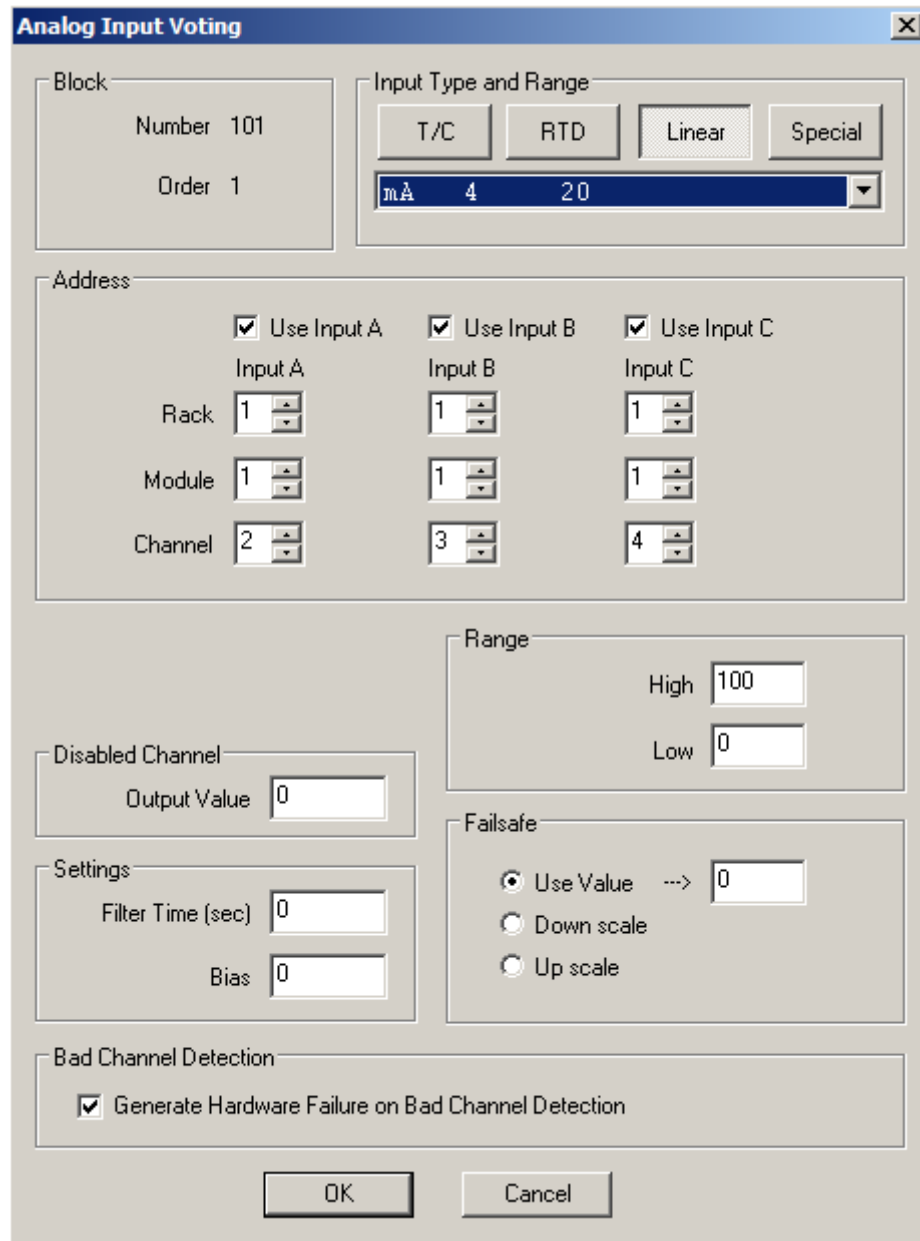 Analog Input Voting
Block
Number 101
Order 1
Input Type and Range
T/C RTD Linear Special
mA 4 20
Address
Use Input A Use Input B Use Input C
Input A Input B Input C
Rack 1 1 1
Module 1 1 1
Channel 2 3 4
Range
High 100
Low 0
Disabled Channel
Output Value 0
Settings
Filter Time (sec) 0
Bias 0
Failsafe
Use Value ---> 0
Down scale
Up scale
Bad Channel Detection
Generate Hardware Failure on Bad Channel Detection
OK Cancel